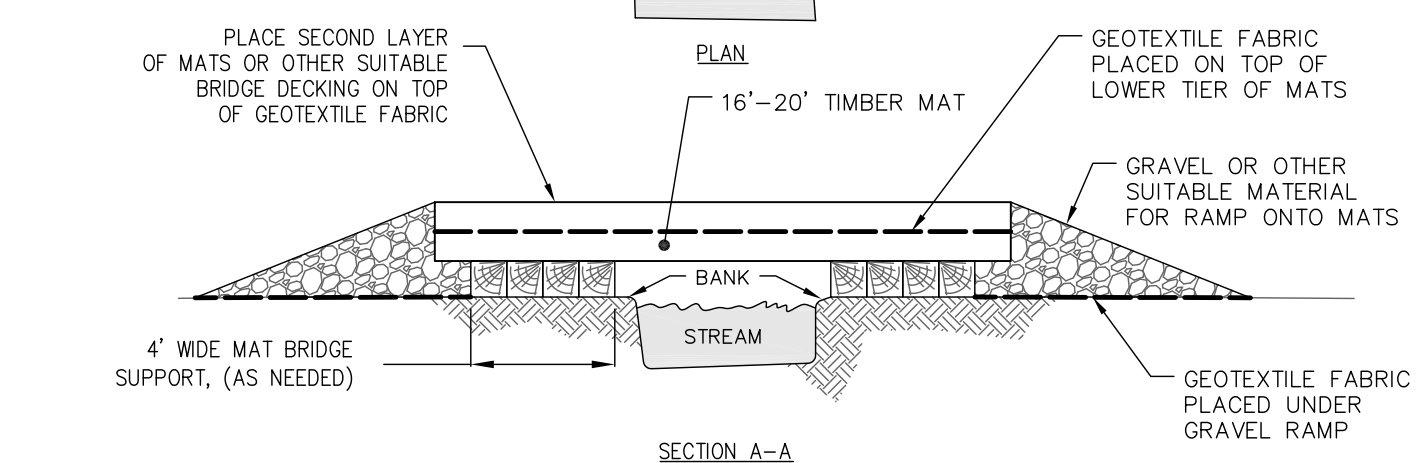 PLACE SECOND LAYER
OF MATS OR OTHER SUITABLE
BRIDGE DECKING ON TOP
OF GEOTEXTILE FABRIC
PLAN
16'-20' TIMBER MAT
GEOTEXTILE FABRIC
PLACED ON TOP OF
LOWER TIER OF MATS
GRAVEL OR OTHER
SUITABLE MATERIAL
FOR RAMP ONTO MATS
BANK
STREAM
4' WIDE MAT BRIDGE
SUPPORT, (AS NEEDED)
GEOTEXTILE FABRIC
PLACED UNDER
GRAVEL RAMP
SECTION A-A